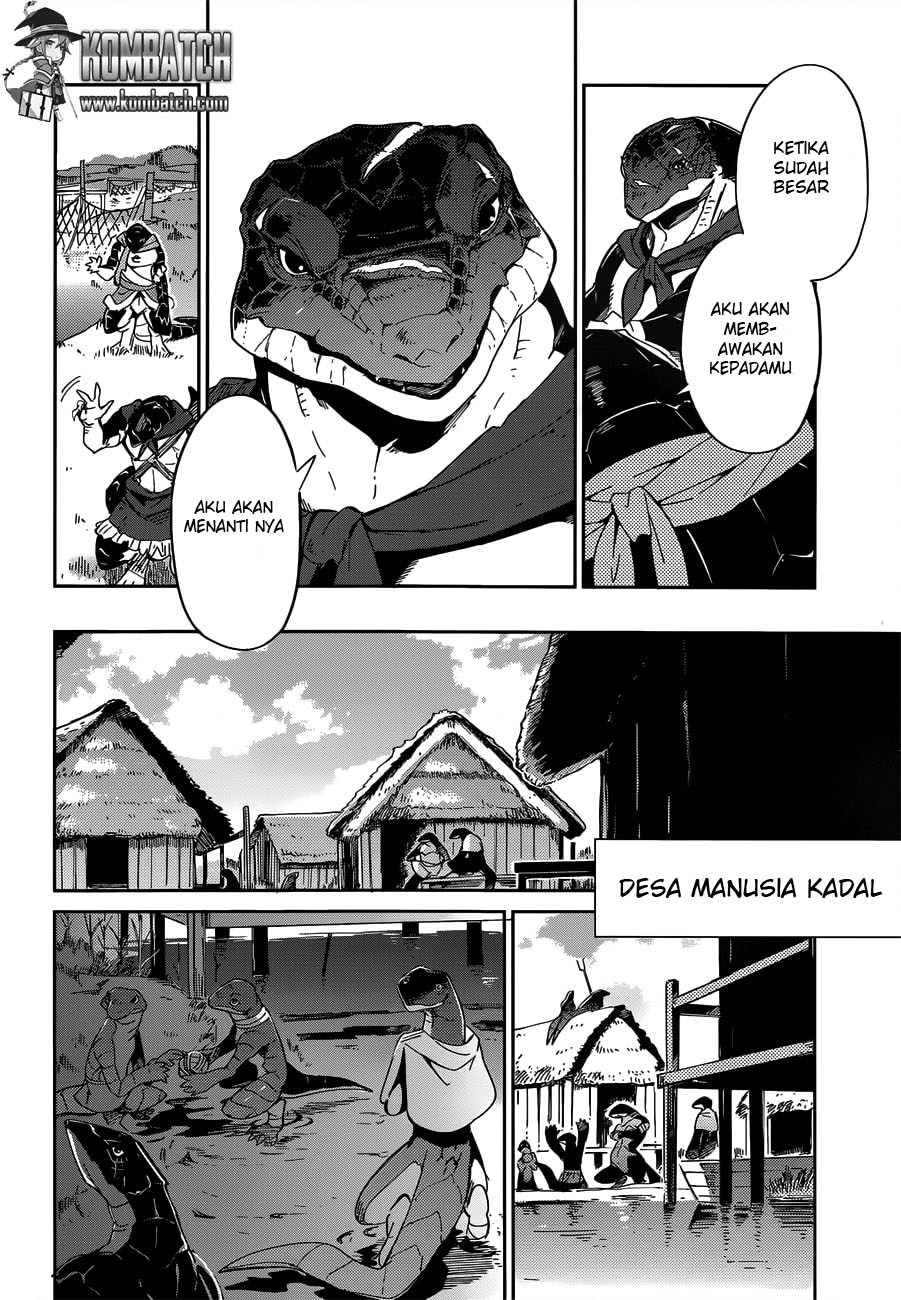 KOMBATCH
www.kombatch.com
KETIKA
SUDAH
BESAR
AKU AKAN
MEMB-
AWAKAN
KEPADAMU
AKU AKAN
MENANTI NYA
DESA MANUSIA KADAL